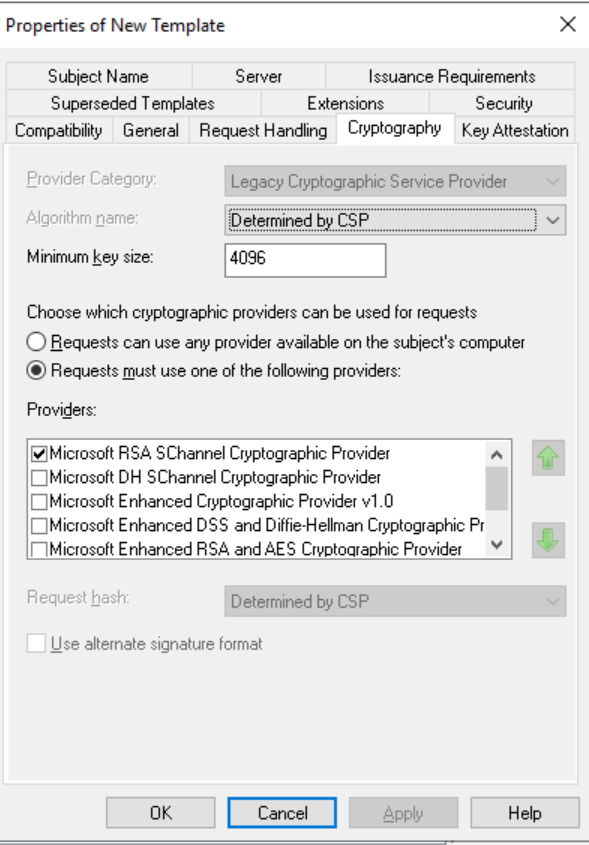 Properties of New Template
Subject Name Server Issuance Requirements
Superseded Templates Extensions Security
Compatibility General Request Handling Cryptography Key Attestation
Provider Category: Legacy Cryptographic Service Provider
Algorithm name: Determined by CSP
Minimum key size: 4096
Choose which cryptographic providers can be used for requests
Requests can use any provider available on the subject's computer
Requests must use one of the following providers:
Providers:
Microsoft RSA SChannel Cryptographic Provider
Microsoft DH SChannel Cryptographic Provider
Microsoft Enhanced Cryptographic Provider v1.0
Microsoft Enhanced DSS and Diffie-Hellman Cryptographic Pr
Microsoft Enhanced RSA and AES Cryptographic Provider
Request hash: Determined by CSP
Use alternate signature format
OK Cancel Apply Help